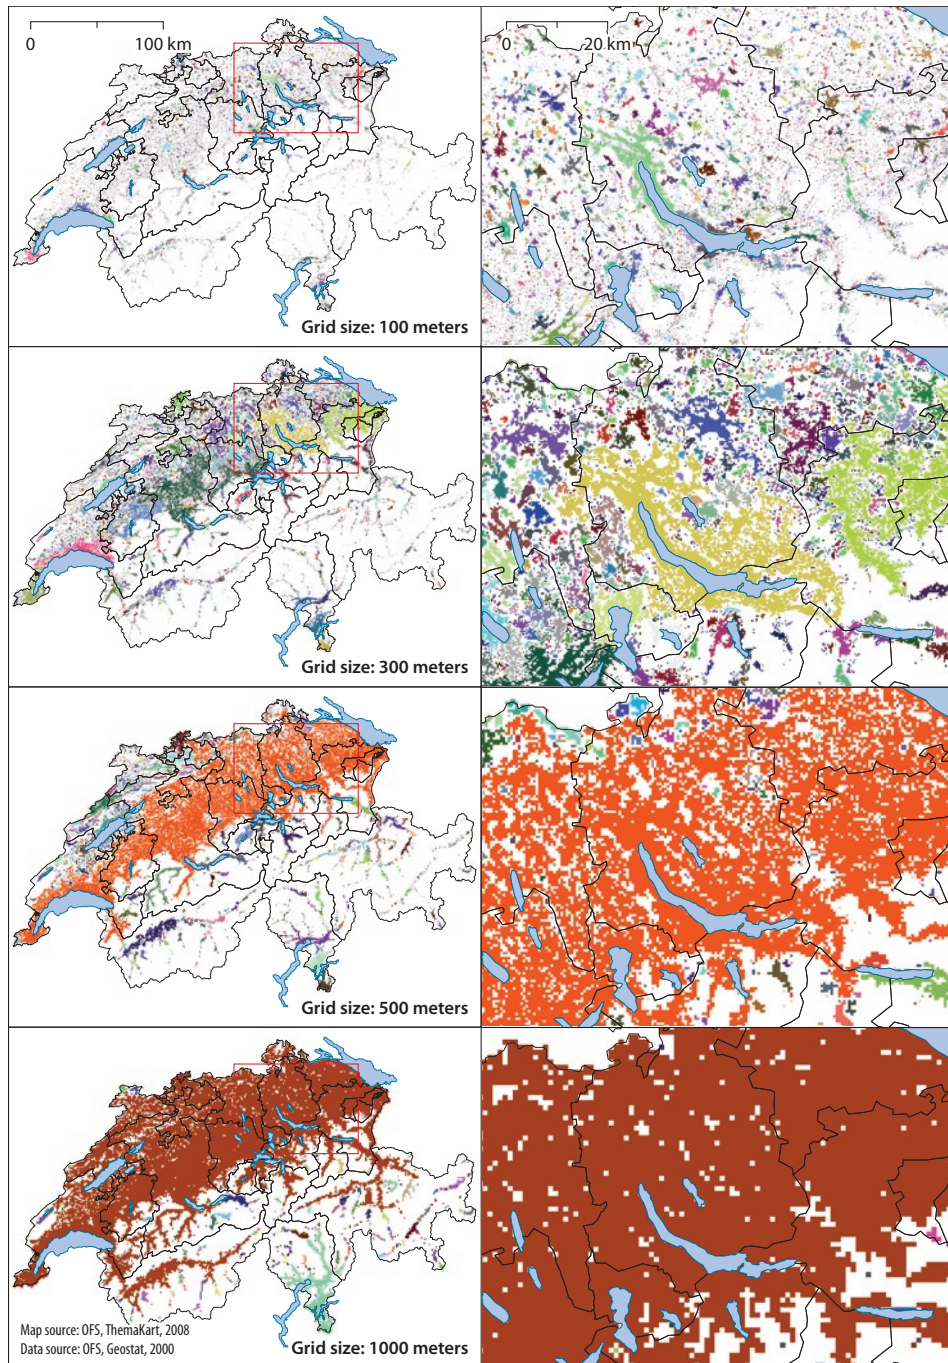 0 100 km
0 20 km
Grid size: 100 meters
Grid size: 300 meters
Grid size: 500 meters
Map source: OFS, ThemaKart, 2008
Data source: OFS, Geostat, 2000
Grid size: 1000 meters